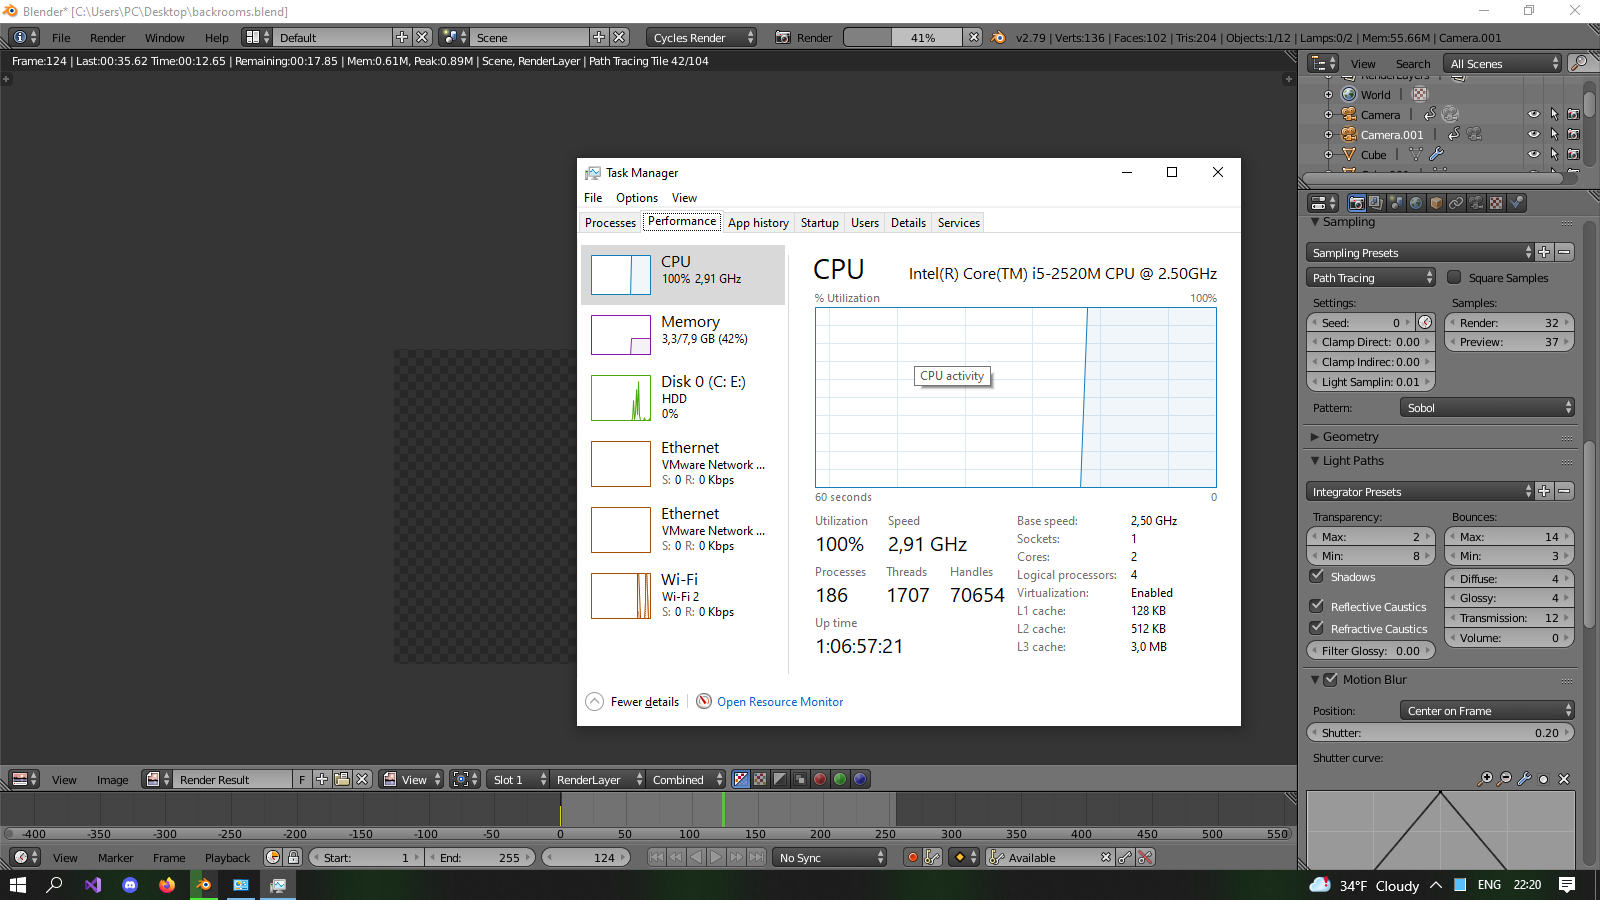 Blender* [C:\Users\PC\Desktop\backrooms.blend]
File Render Window Help Default Scene Cycles Render Render 41% v2.79 | Verts:136 | Faces:102 | Tris:204 | Objects:1/12 | Lamps:0/2 | Mem:55.66M | Camera.001
Frame:124 | Last:00:35.62 Time:00:12.65 | Remaining:00:17.85 | Mem:0.61M, Peak:0.89M | Scene, RenderLayer | Path Tracing Tile 42/104
View Search All Scenes
RenderLayers
World
Camera
Camera.001
Cube
Task Manager
File Options View
Processes Performance App history Startup Users Details Services
CPU
100% 2,91 GHz
Memory
3,3/7,9 GB (42%)
Disk 0 (C: E:)
HDD
0%
Ethernet
VMware Network ...
S: 0 R: 0 Kbps
Ethernet
VMware Network ...
S: 0 R: 0 Kbps
Wi-Fi
Wi-Fi 2
S: 0 R: 0 Kbps
CPU Intel(R) Core(TM) i5-2520M CPU @ 2.50GHz
% Utilization 100%
CPU activity
60 seconds 0
Utilization Speed
100% 2,91 GHz
Processes Threads Handles
186 1707 70654
Up time
1:06:57:21
Base speed: 2,50 GHz
Sockets: 1
Cores: 2
Logical processors: 4
Virtualization: Enabled
L1 cache: 128 KB
L2 cache: 512 KB
L3 cache: 3,0 MB
Fewer details Open Resource Monitor
Sampling
Sampling Presets
Path Tracing Square Samples
Settings: Samples:
Seed: 0 Render: 32
Clamp Direct: 0.00 Preview: 37
Clamp Indirec: 0.00
Light Samplin: 0.01
Pattern: Sobol
Geometry
Light Paths
Integrator Presets
Transparency: Bounces:
Max: 2 Max: 14
Min: 8 Min: 3
Shadows Diffuse: 4
Reflective Caustics Glossy: 4
Refractive Caustics Transmission: 12
Filter Glossy: 0.00 Volume: 0
Motion Blur
Position: Center on Frame
Shutter: 0.20
Shutter curve:
View Image Render Result F View Slot 1 RenderLayer Combined
-400 -350 -300 -250 -200 -150 -100 -50 0 50 100 150 200 250 300 350 400 450 500 550
View Marker Frame Playback Start: 1 End: 255 124 No Sync Available
34°F Cloudy ENG 22:20